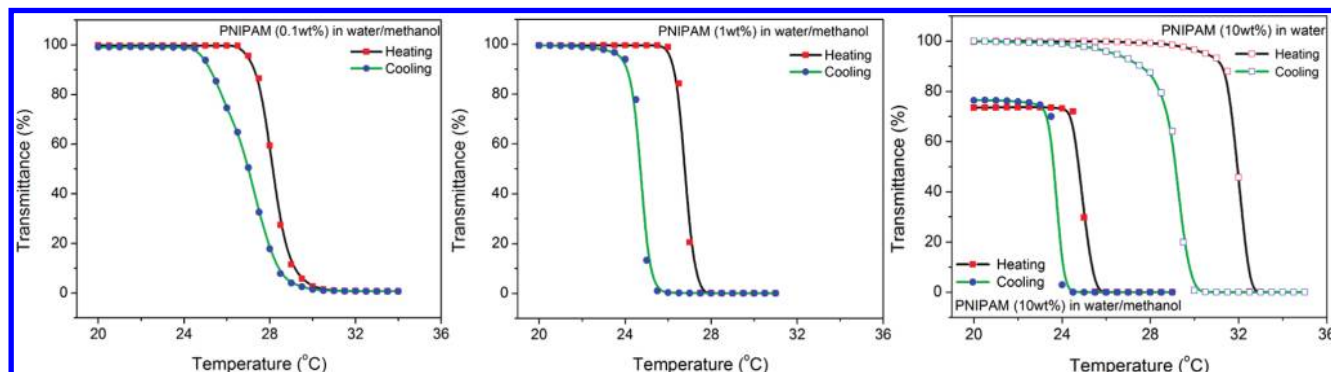 PNIPAM (0.1wt%) in water/methanol
Heating
Cooling
100
80
60
40
20
0
Transmittance (%)
20 24 28 32 36
Temperature (°C)
PNIPAM (1wt%) in water/methanol
Heating
Cooling
100
80
60
40
20
0
Transmittance (%)
20 24 28 32 36
Temperature (°C)
PNIPAM (10wt%) in water
Heating
Cooling
100
80
60
40
20
0
Transmittance (%)
Heating
Cooling
PNIPAM (10wt%) in water/methanol
20 24 28 32 36
Temperature (°C)